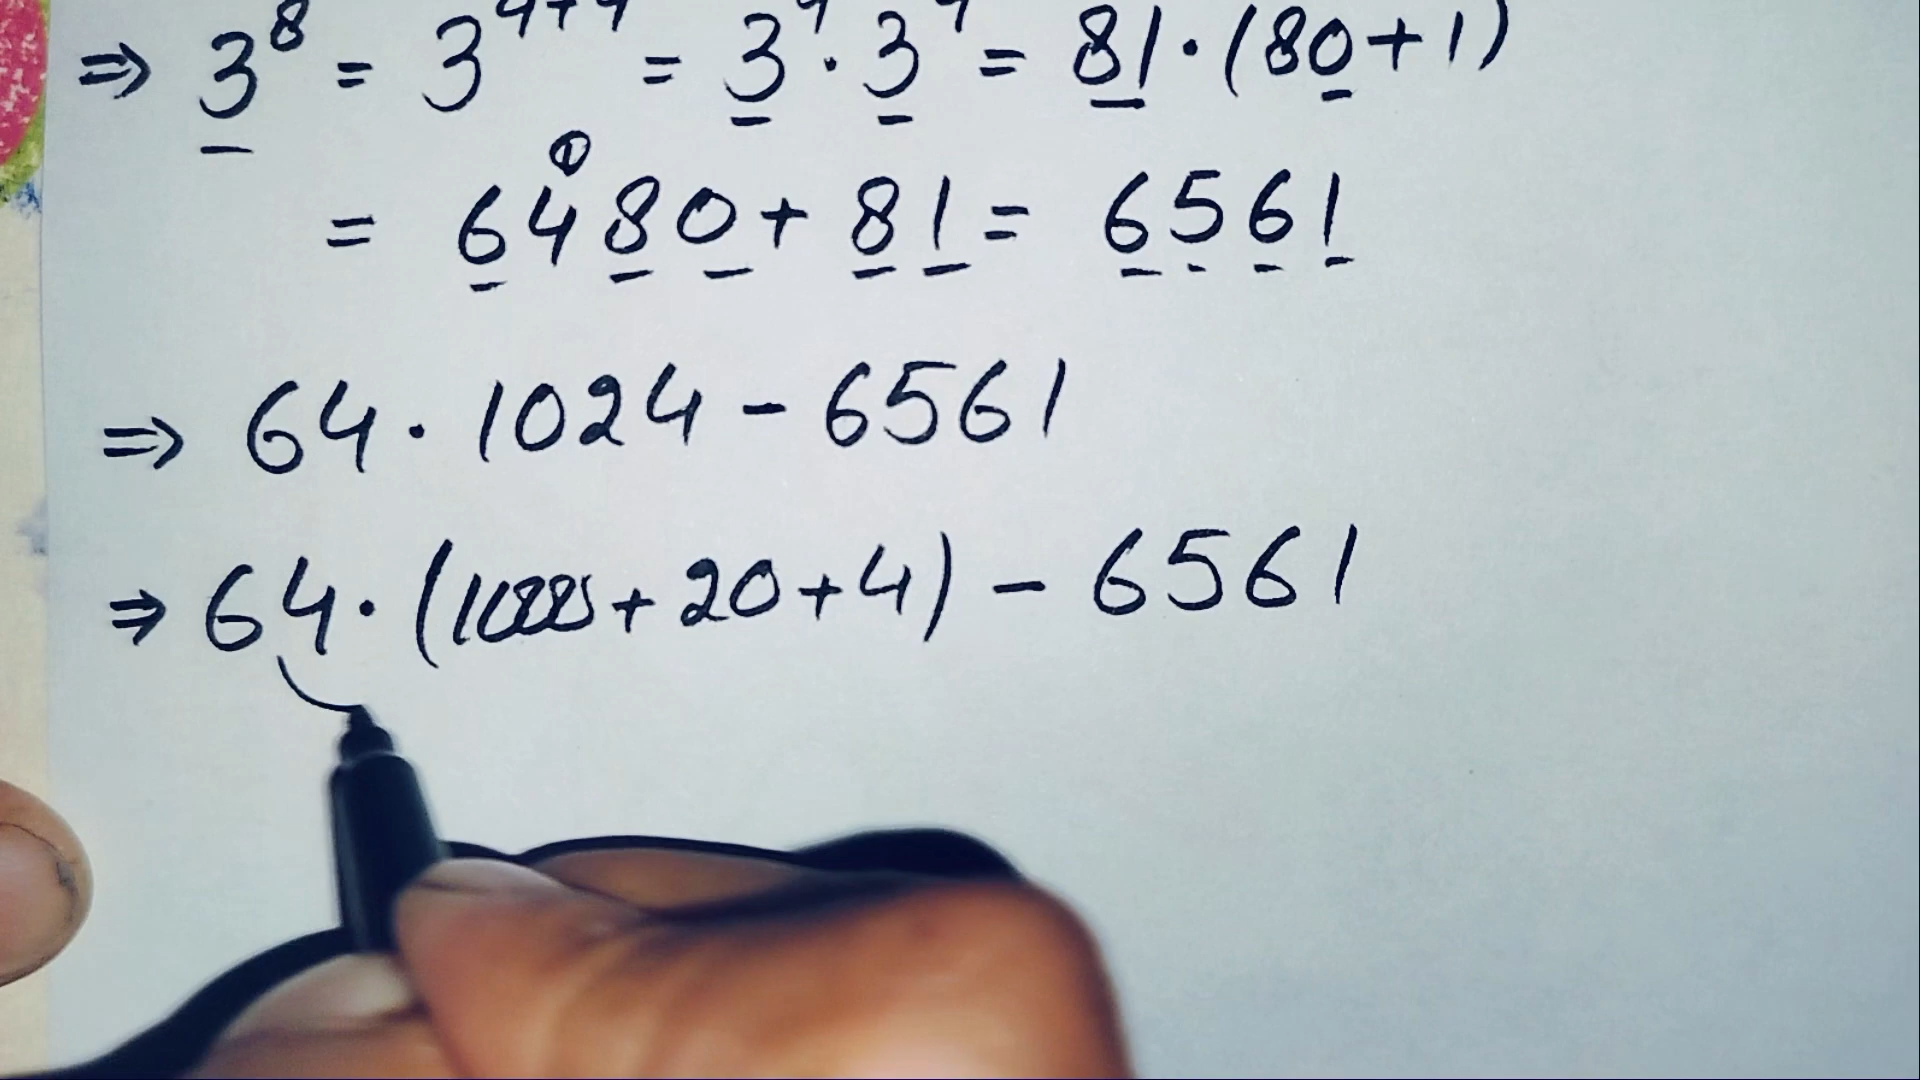 ⇒ 3⁸ = 3⁴⁺⁴ = 3⁴ · 3⁴ = 81 · (80 + 1)
①
= 6480 + 81 = 6561
⇒ 64 · 1024 - 6561
⇒ 64 · (1000 + 20 + 4) - 6561